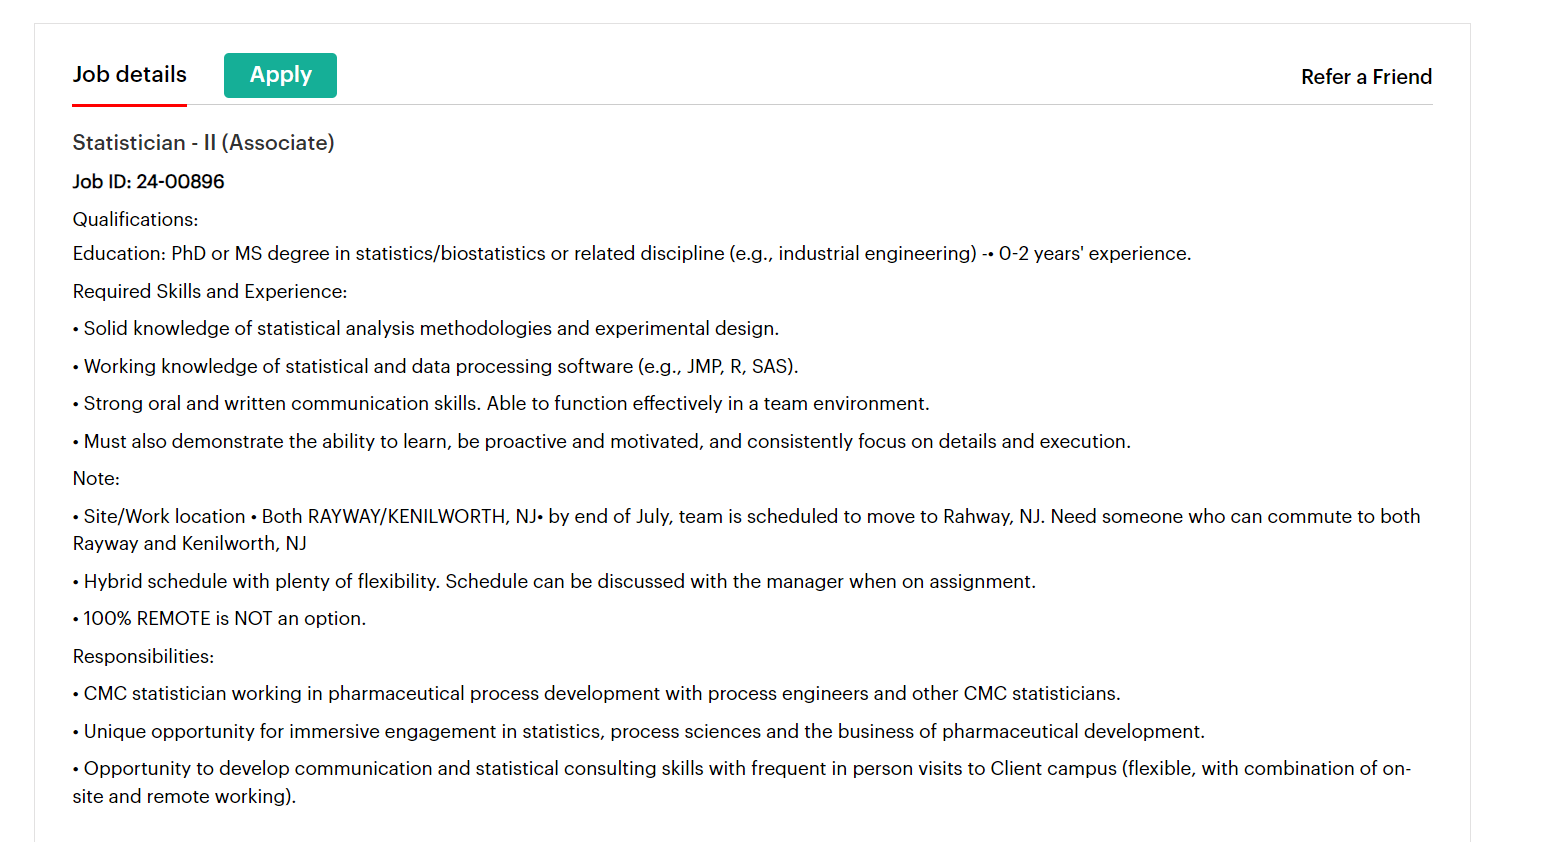 Job details
Apply
Refer a Friend
Statistician - II (Associate)
Job ID: 24-00896
Qualifications:
Education: PhD or MS degree in statistics/biostatistics or related discipline (e.g., industrial engineering) -• 0-2 years' experience.
Required Skills and Experience:
• Solid knowledge of statistical analysis methodologies and experimental design.
• Working knowledge of statistical and data processing software (e.g., JMP, R, SAS).
• Strong oral and written communication skills. Able to function effectively in a team environment.
• Must also demonstrate the ability to learn, be proactive and motivated, and consistently focus on details and execution.
Note:
• Site/Work location • Both RAYWAY/KENILWORTH, NJ• by end of July, team is scheduled to move to Rahway, NJ. Need someone who can commute to both
Rayway and Kenilworth, NJ
• Hybrid schedule with plenty of flexibility. Schedule can be discussed with the manager when on assignment.
• 100% REMOTE is NOT an option.
Responsibilities:
• CMC statistician working in pharmaceutical process development with process engineers and other CMC statisticians.
• Unique opportunity for immersive engagement in statistics, process sciences and the business of pharmaceutical development.
• Opportunity to develop communication and statistical consulting skills with frequent in person visits to Client campus (flexible, with combination of on-
site and remote working).